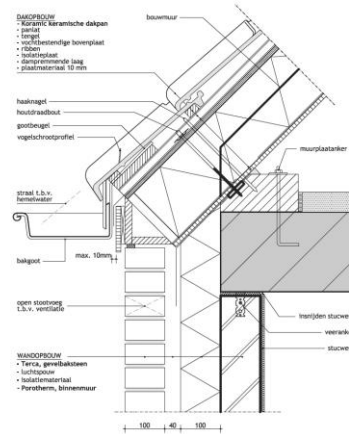 DAKOPBOUW
- Koramic keramische dakpan
- panlat
- tengel
- vochtbestendige bovenplaat
- ribben
- isolatieplaat
- dampremmende laag
- plaatmateriaal 10 mm
bouwmuur
haaknagel
houtdraadbout
gootbeugel
vogelschrootprofiel
muurplaatanker
straal t.b.v.
hemelwater
bakgoot
max. 10mm
open stootvoeg
t.b.v. ventilatie
insnijden stucwe
veeranke
stucwe
WANDOPBOUW
- Terca, gevelbaksteen
- luchtspouw
- isolatiemateriaal
- Porotherm, binnenmuur
100 40 100